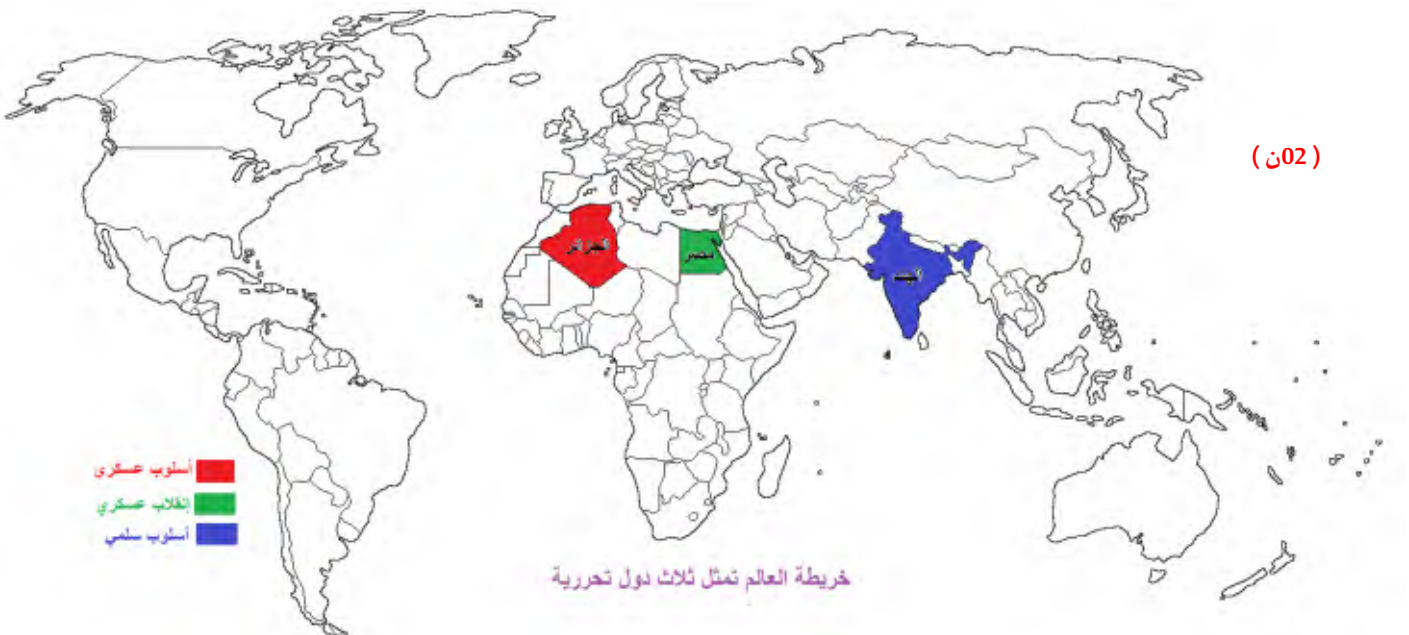 (02ن )
الجزائر
مصر
الهند
أسلوب عسكري
إنقلاب عسكري
أسلوب سلمي
خريطة العالم تمثل ثلاث دول تحررية